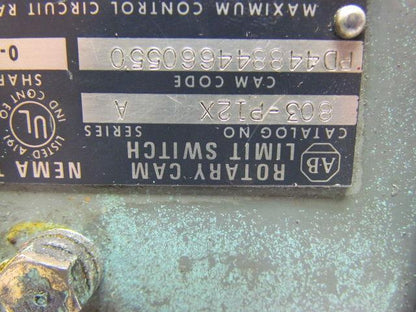 AB ROTARY CAM
LIMIT SWITCH
NEMA
CATALOG NO. SERIES
803-P12X A
UL
LISTED
IND CONT EQ
CAM CODE
PD44884660550
0-
MAXIMUM CONTROL CIRCUIT